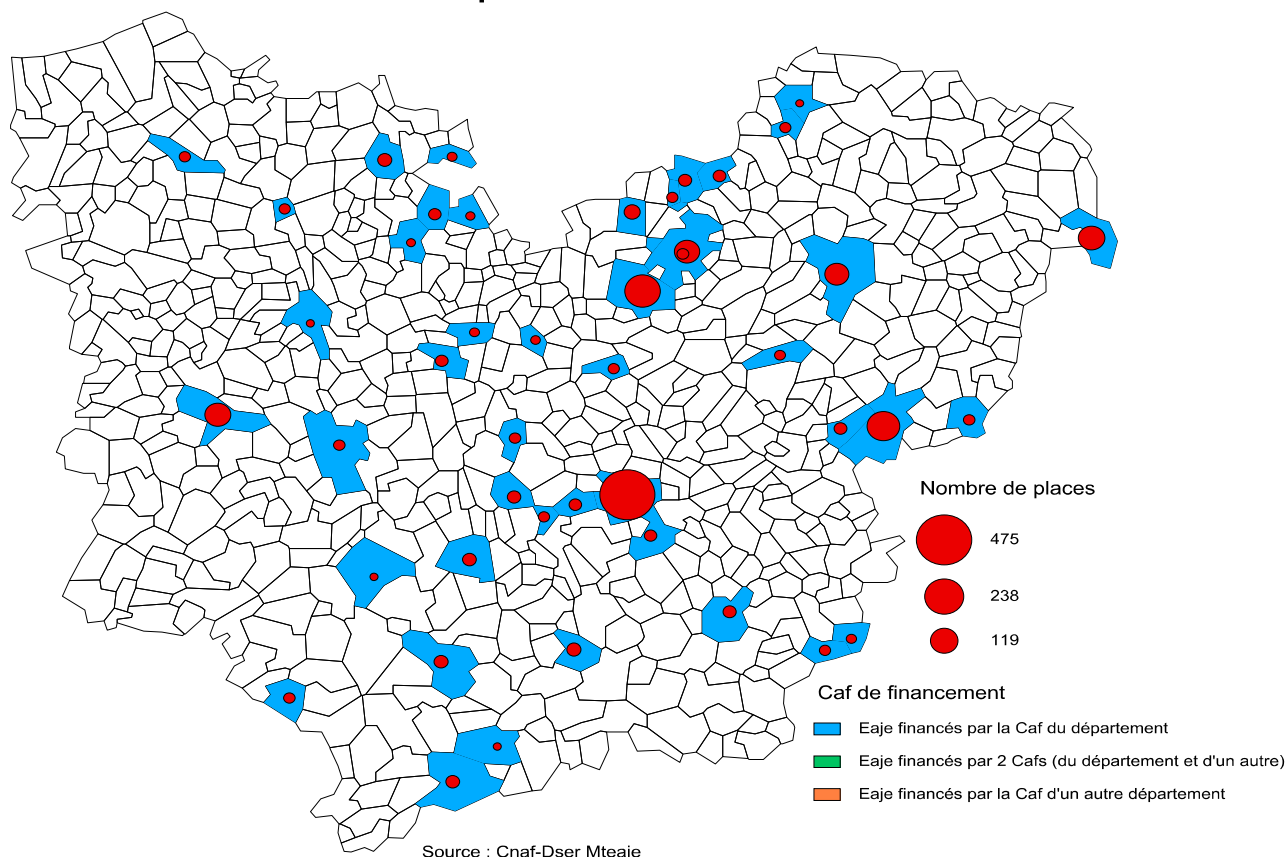 Nombre de places
475
238
119
Caf de financement
Eaje financés par la Caf du département
Eaje financés par 2 Cafs (du département et d'un autre)
Eaje financés par la Caf d'un autre département
Source : Cnaf-Dser Mteaje